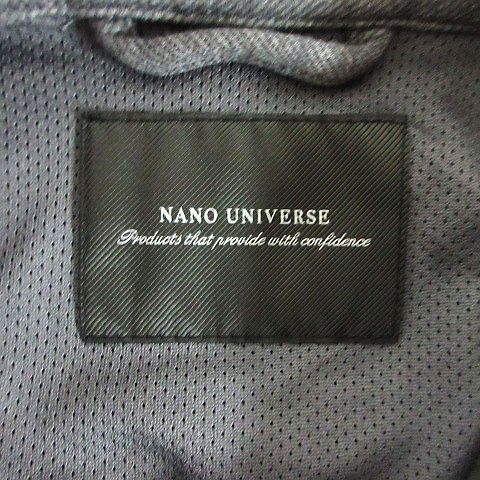 NANO UNIVERSE
Products that provide with confidence